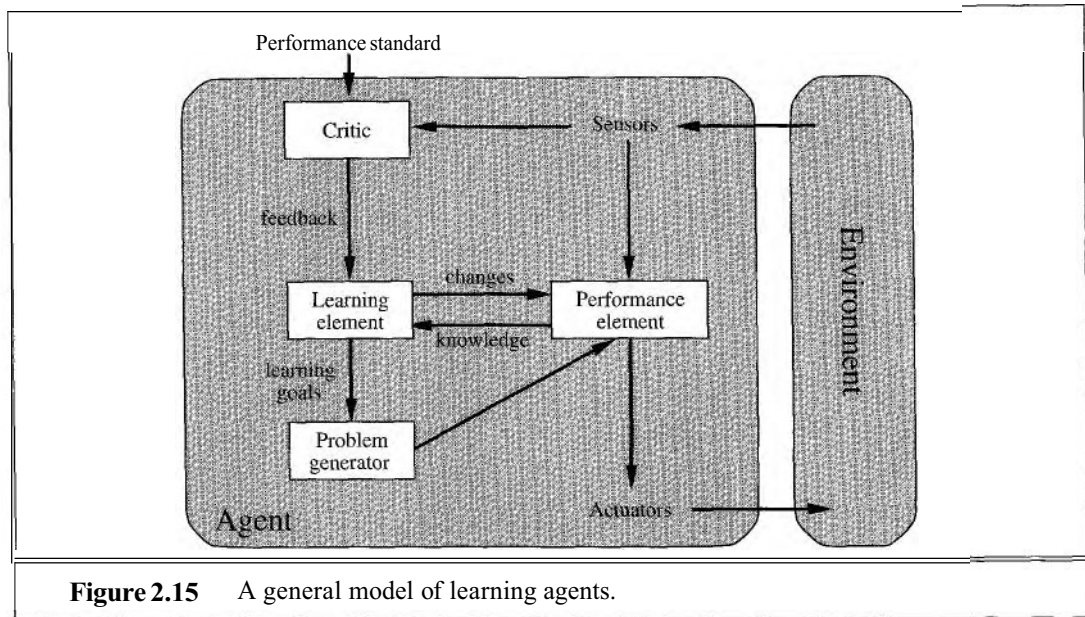 Performance standard
Critic
Sensors
feedback
changes
Learning
element
Performance
element
knowledge
learning
goals
Problem
generator
Agent
Actuators
Environment
Figure 2.15 A general model of learning agents.